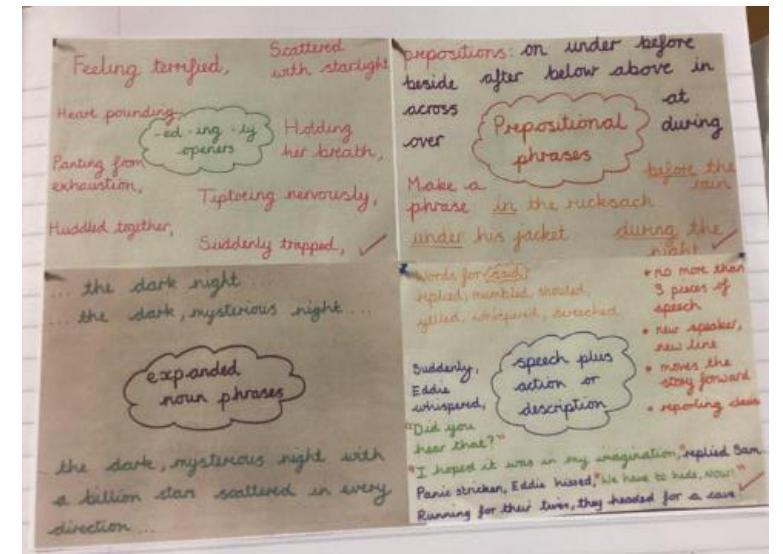 Feeling terrified,
Scattered
with starlight
Heart pounding,
-ed -ing -ly
openers
Holding
her breath,
Panting from
exhaustion,
Tiptoeing nervously,
Huddled together,
Suddenly trapped,
prepositions: on under before
beside after below above in
across
at
over
during
Prepositional
phrases
Make a
phrase in the rucksack
before the
rain
under his jacket
during the
night
... the dark night ...
... the dark, mysterious night ...
expanded
noun phrases
the dark, mysterious night with
a billion stars scattered in every
direction ...
Words for said
replied, mumbled, shouted,
yelled, whispered, screeched
• no more than
3 pieces of
speech
• new speaker,
new line
• moves the
story forward
• reporting clause
speech plus
action or
description
Suddenly,
Eddie
whispered,
"Did you
hear that?"
"I hoped it was in my imagination," replied Sam.
Panic stricken, Eddie hissed, "We have to hide, NOW!"
Running for their lives, they headed for a cave